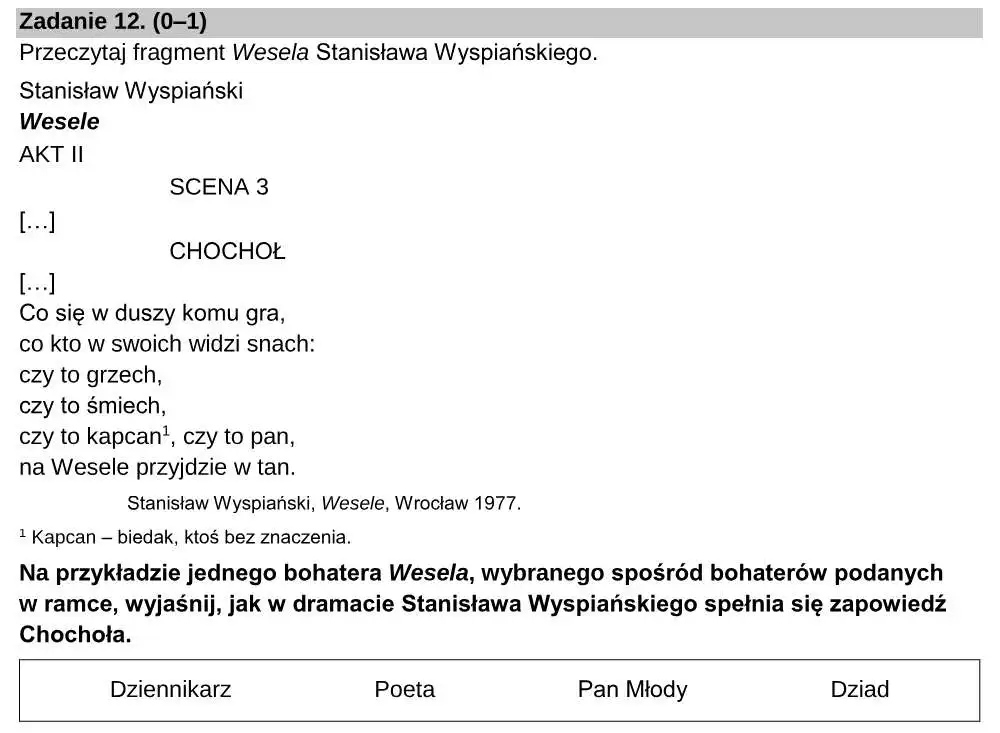 Zadanie 12. (0–1)
Przeczytaj fragment Wesela Stanisława Wyspiańskiego.
Stanisław Wyspiański
Wesele
AKT II
SCENA 3
[…]
CHOCHOŁ
[…]
Co się w duszy komu gra,
co kto w swoich widzi snach:
czy to grzech,
czy to śmiech,
czy to kapcan¹, czy to pan,
na Wesele przyjdzie w tan.
Stanisław Wyspiański, Wesele, Wrocław 1977.
¹ Kapcan – biedak, ktoś bez znaczenia.
Na przykładzie jednego bohatera Wesela, wybranego spośród bohaterów podanych
w ramce, wyjaśnij, jak w dramacie Stanisława Wyspiańskiego spełnia się zapowiedź
Chochoła.
Dziennikarz Poeta Pan Młody Dziad